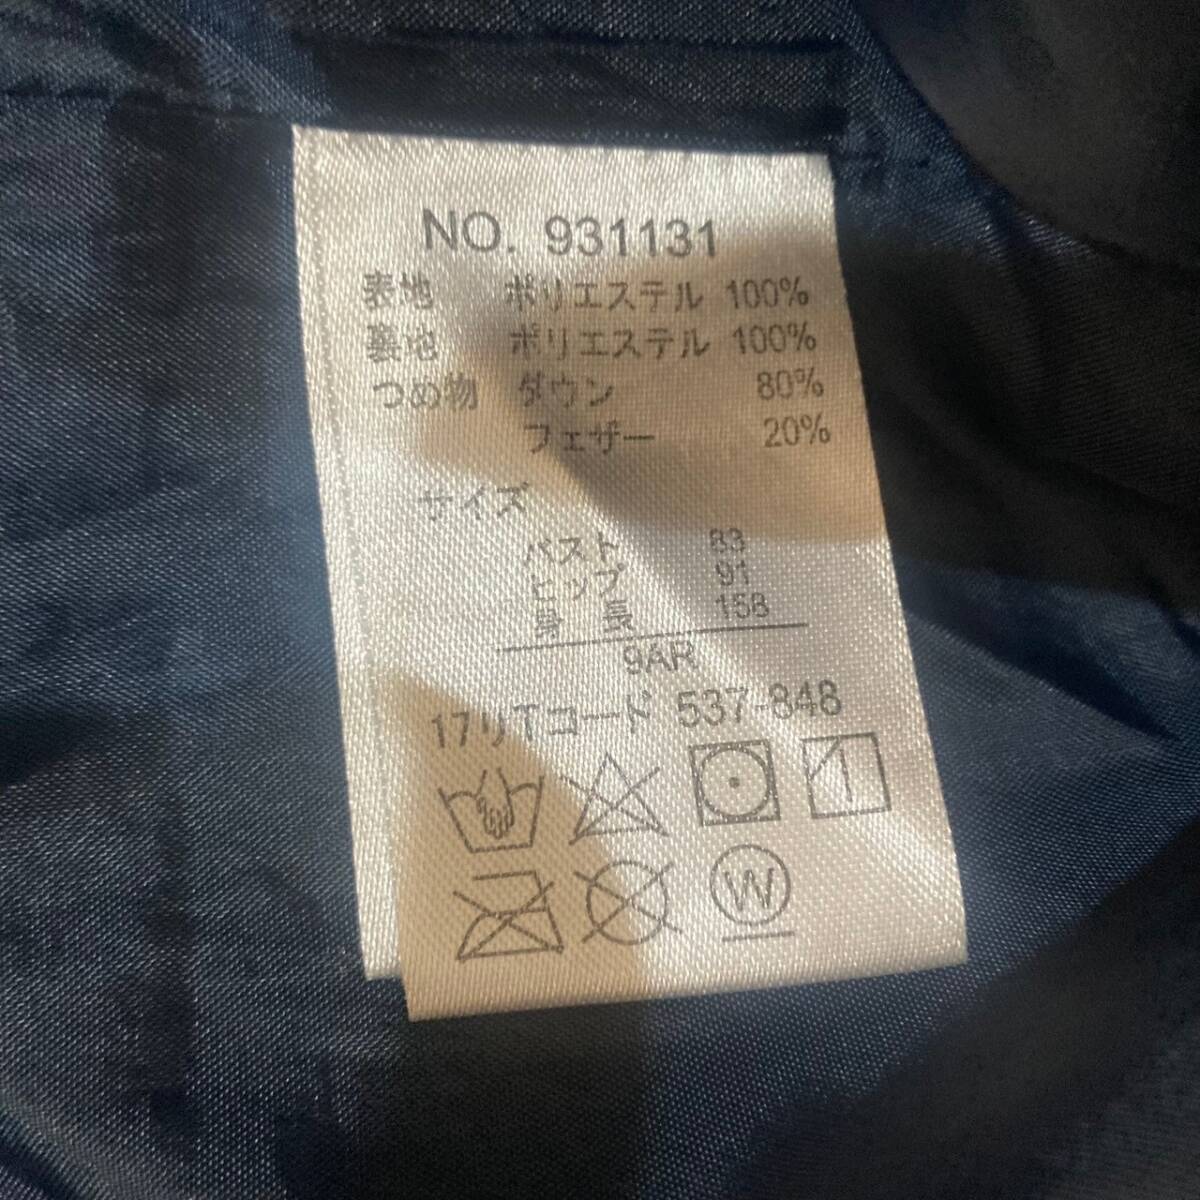 NO. 931131
表地 ポリエステル 100%
裏地 ポリエステル 100%
つめ物 ダウン 80%
フェザー 20%
サイズ
バスト 83
ヒップ 91
身長 158
9AR
17リTコード 537-848
W